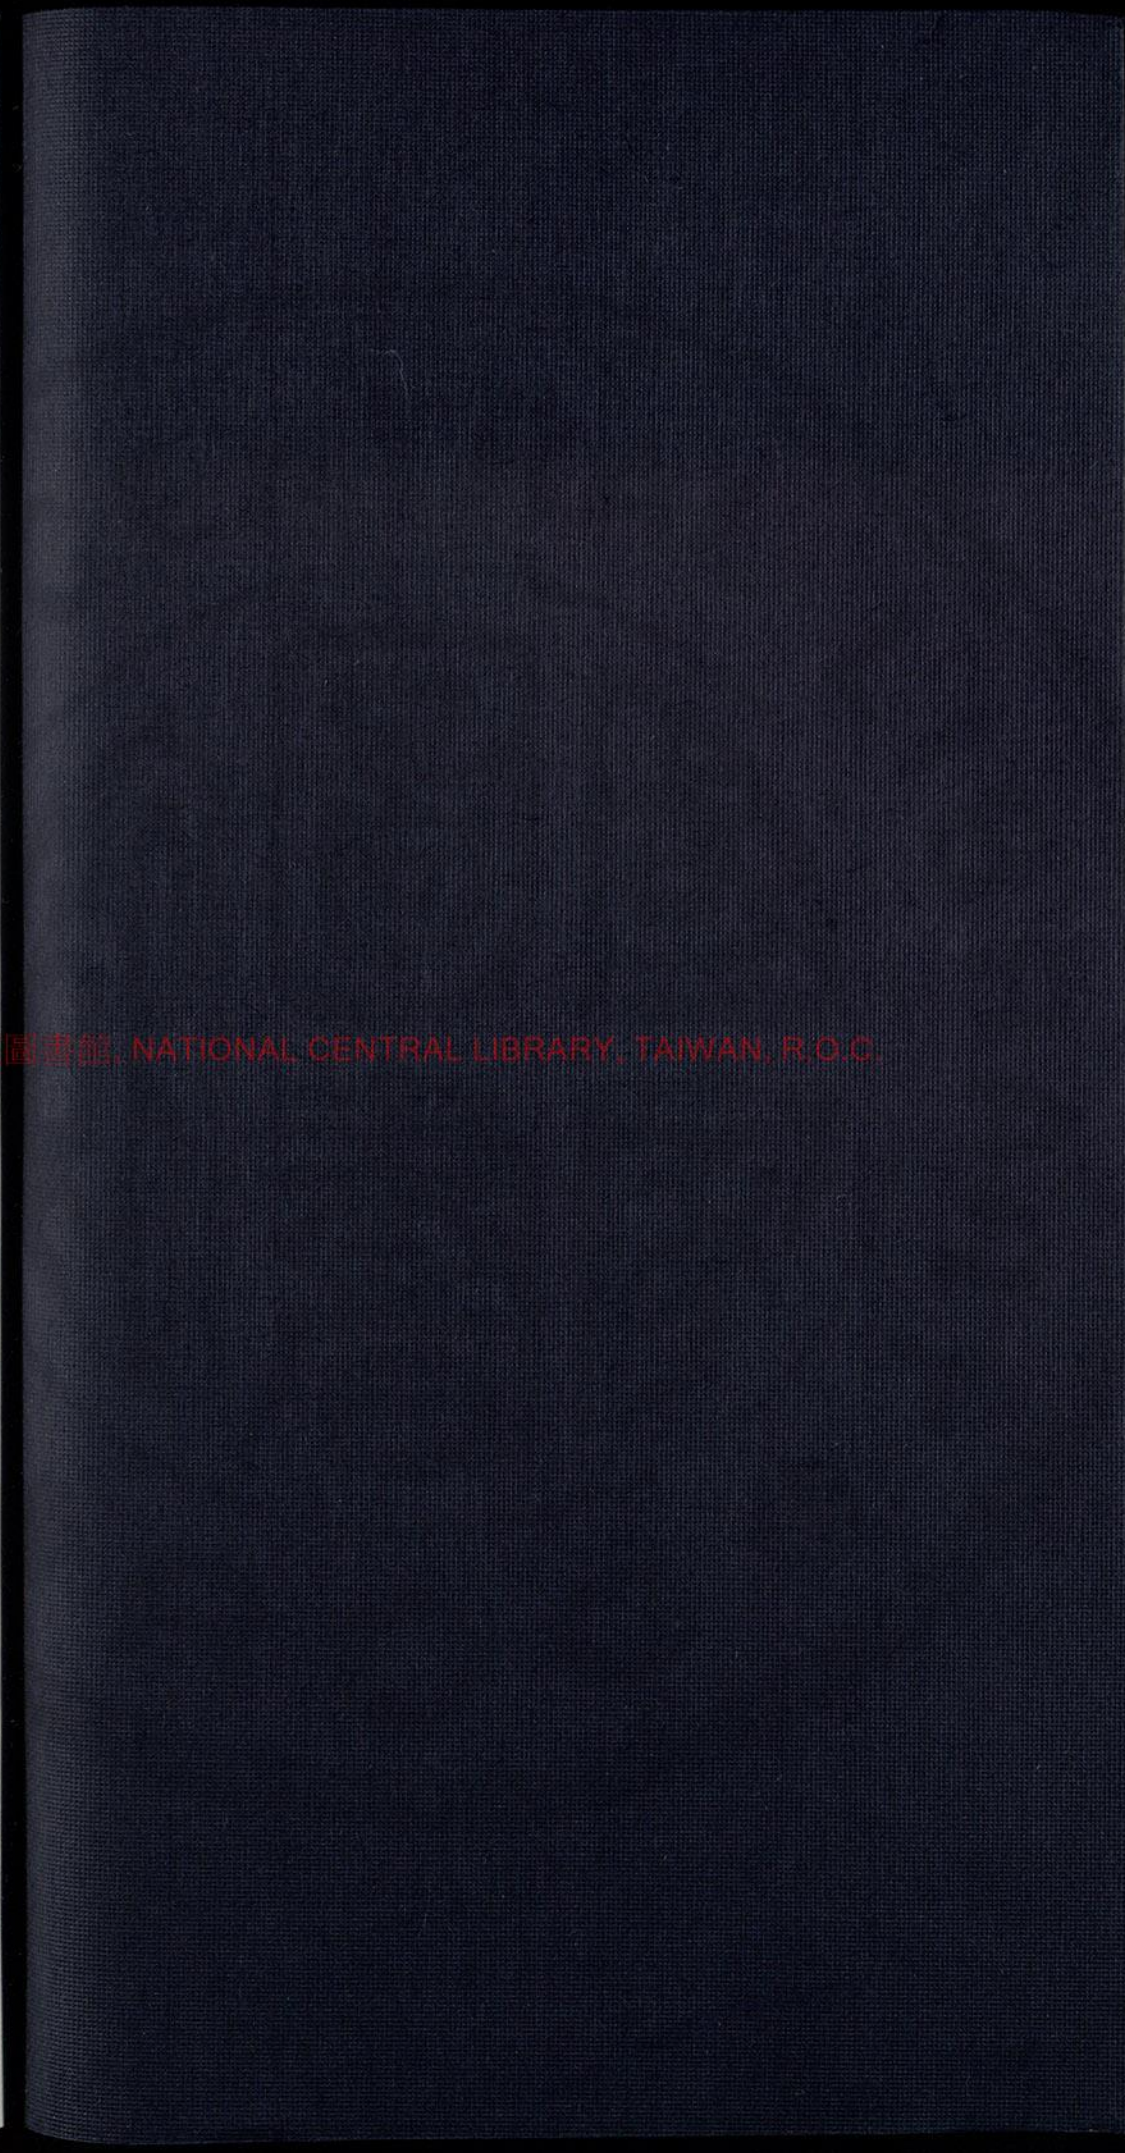 圖書館, NATIONAL CENTRAL LIBRARY, TAIWAN, R.O.C.